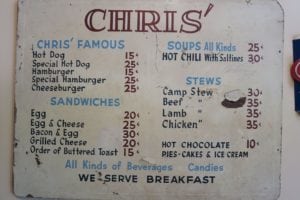 CHRIS'
CHRIS' FAMOUS
Hot Dog 15¢
Special Hot Dog 25¢
Hamburger 15¢
Special Hamburger 25¢
Cheeseburger 25¢
SANDWICHES
Egg 20¢
Egg & Cheese 25¢
Bacon & Egg 30¢
Grilled Cheese 20¢
Order of Buttered Toast 15¢
SOUPS All Kinds 25¢
HOT CHILI With Saltines 30¢
STEWS
Camp Stew 30¢
Beef " 35¢
Lamb " 35¢
Chicken " 35¢
HOT CHOCOLATE 10¢
PIES-CAKES & ICE CREAM
All Kinds of Beverages Candies
WE SERVE BREAKFAST